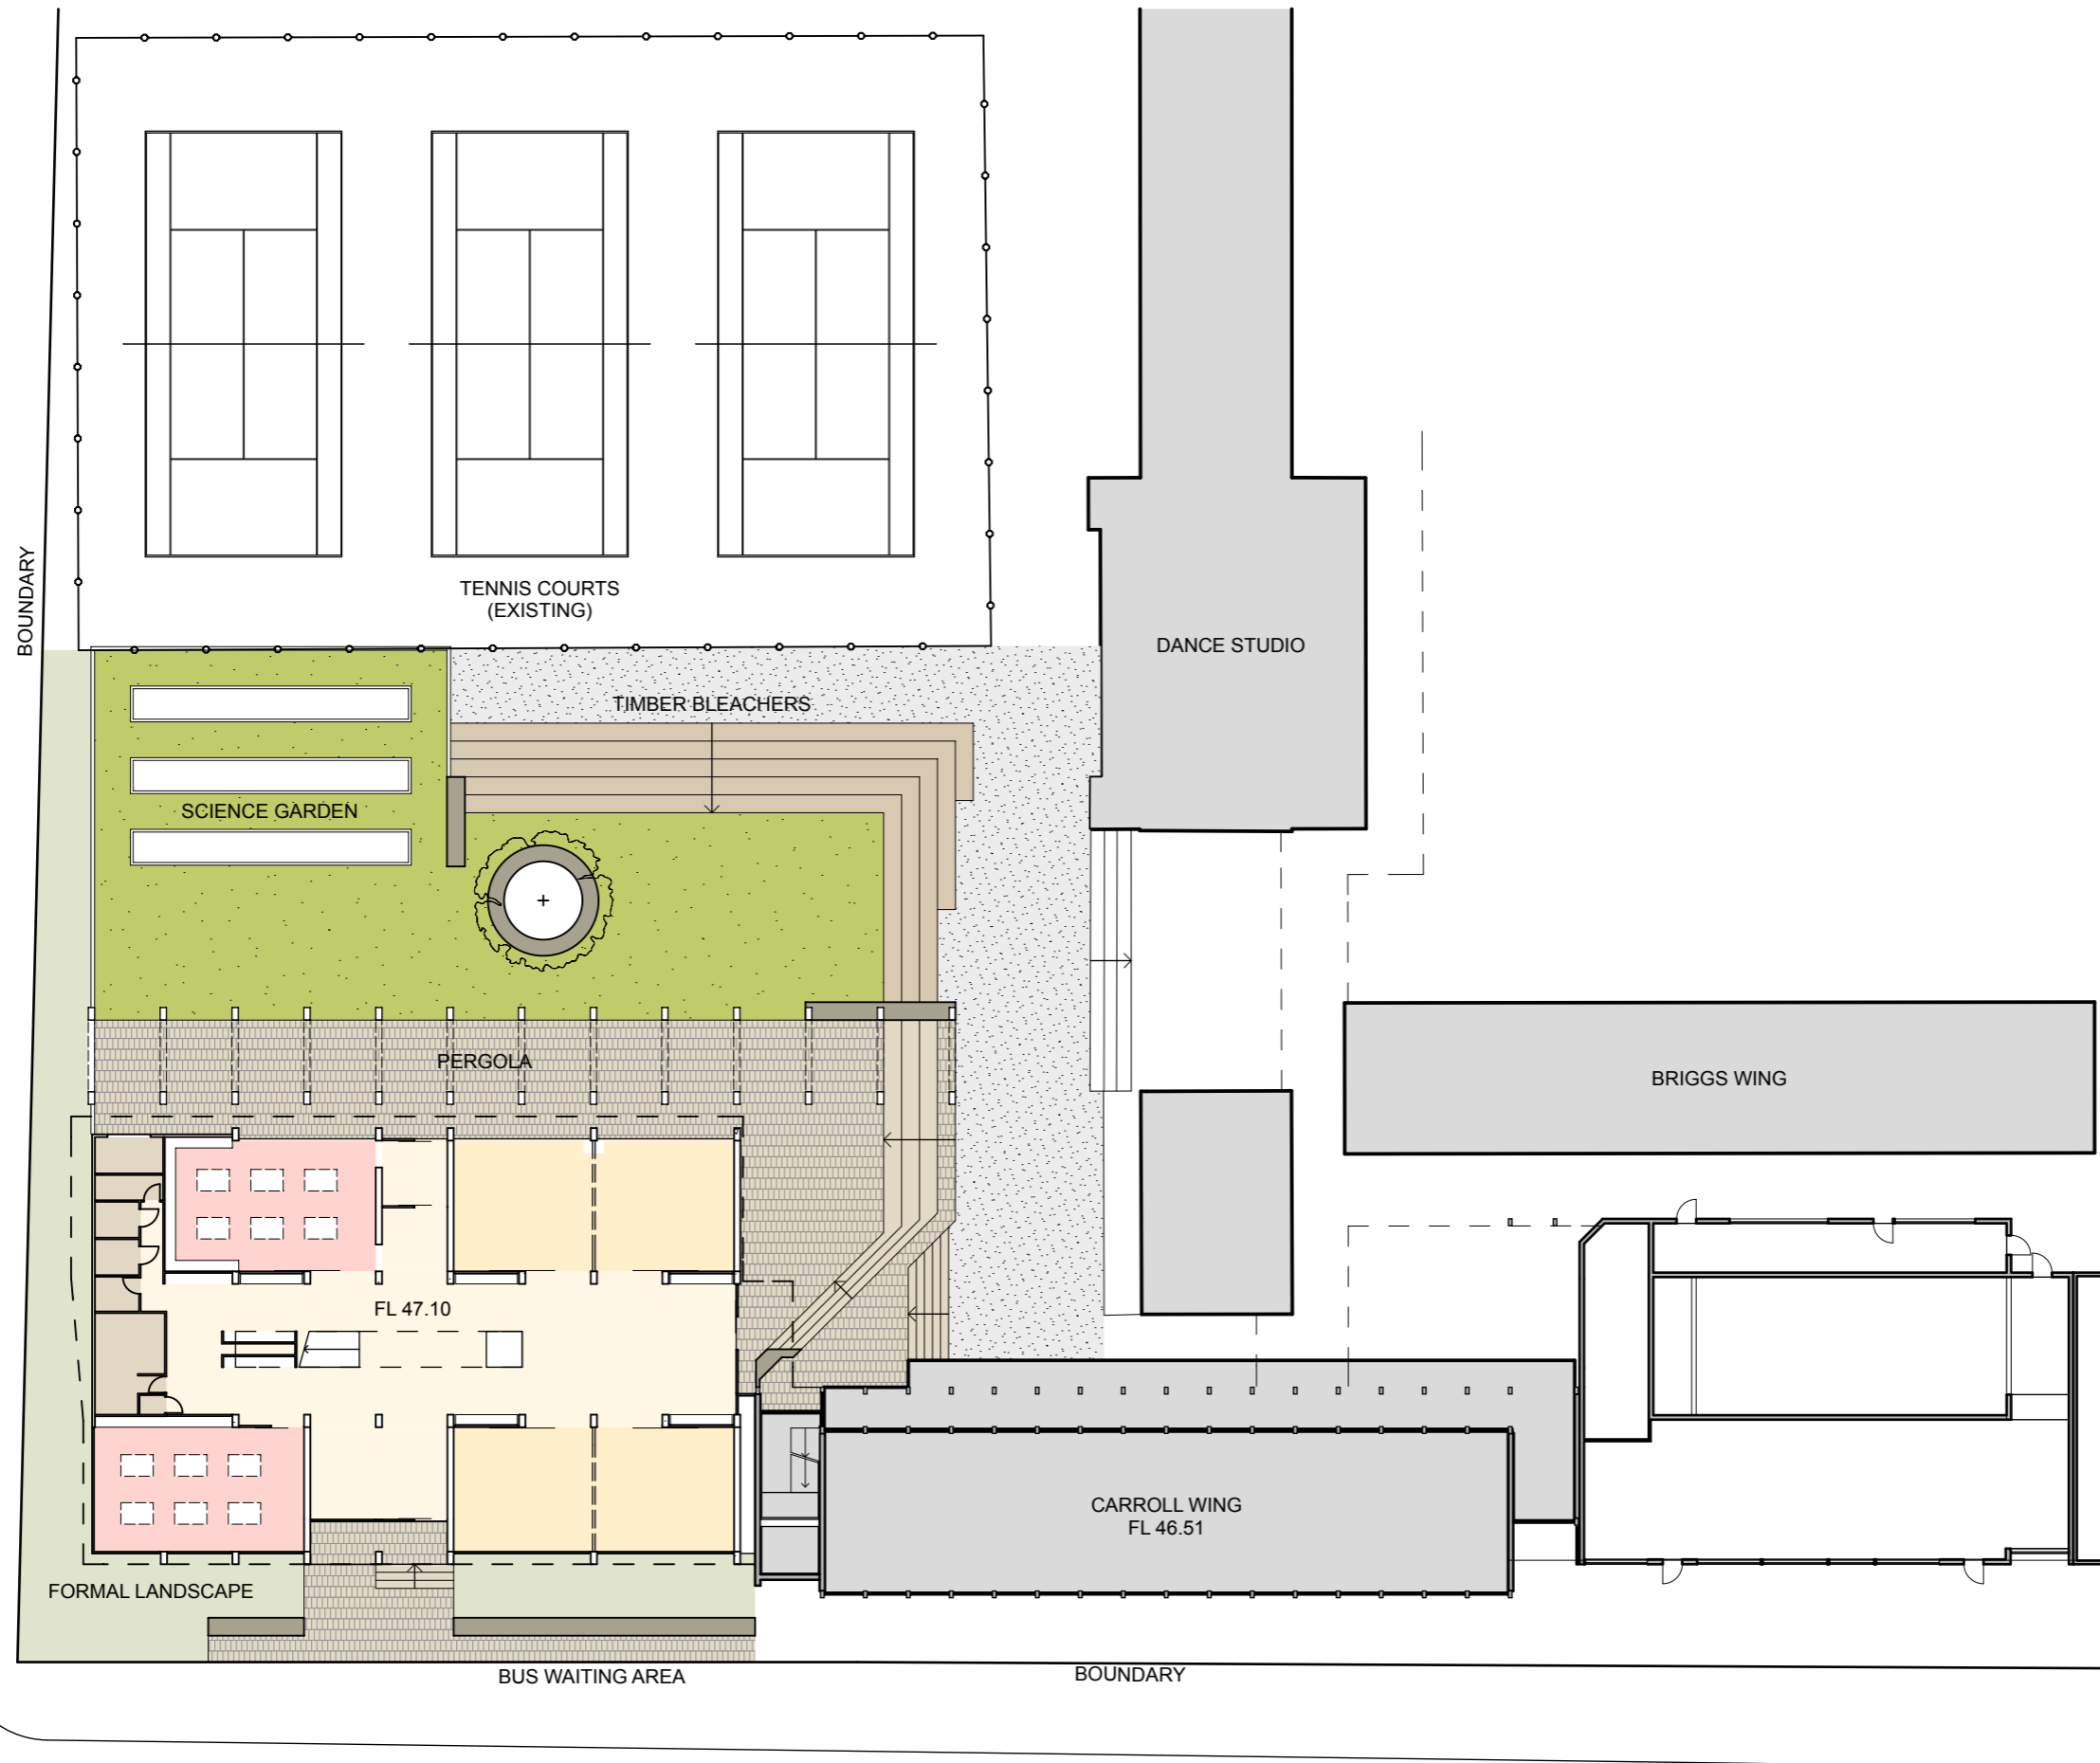 BOUNDARY
TENNIS COURTS
(EXISTING)
DANCE STUDIO
TIMBER BLEACHERS
SCIENCE GARDEN
PERGOLA
BRIGGS WING
FL 47.10
CARROLL WING
FL 46.51
FORMAL LANDSCAPE
BUS WAITING AREA
BOUNDARY